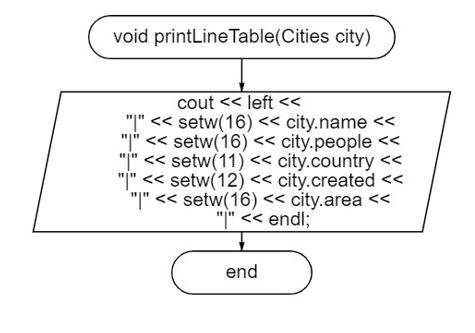 void printLineTable(Cities city)
cout << left <<
"|" << setw(16) << city.name <<
"|" << setw(16) << city.people <<
"|" << setw(11) << city.country <<
"|" << setw(12) << city.created <<
"|" << setw(16) << city.area <<
"|" << endl;
end